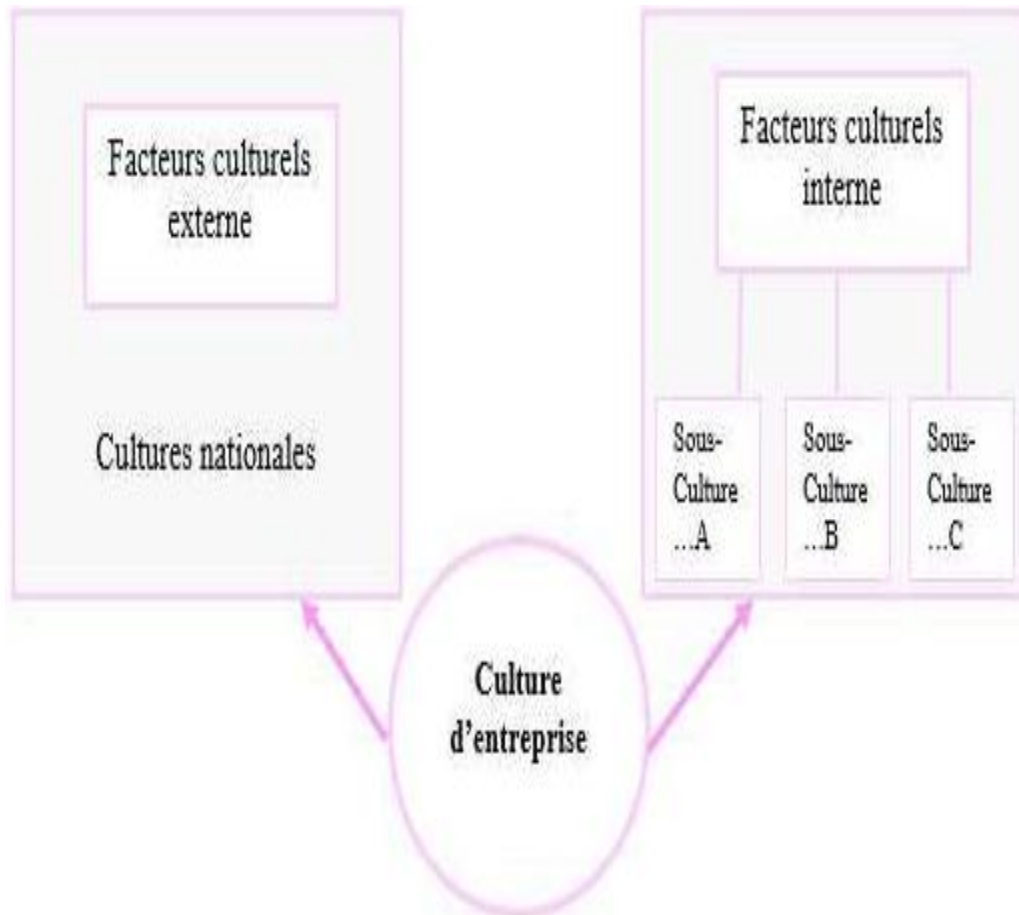 Facteurs culturels
externe
Cultures nationales
Facteurs culturels
interne
Sous-
Culture
...A
Sous-
Culture
...B
Sous-
Culture
...C
Culture
d'entreprise